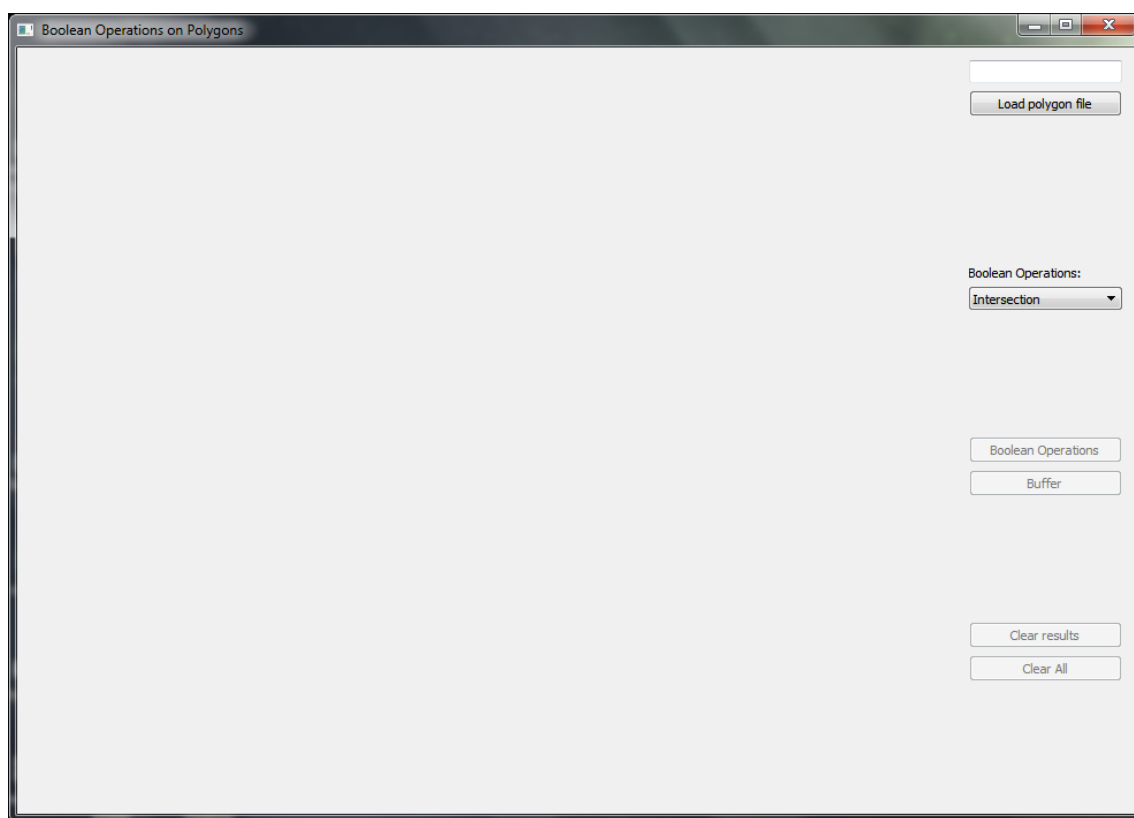 Boolean Operations on Polygons
Load polygon file
Boolean Operations:
Intersection
Boolean Operations
Buffer
Clear results
Clear All